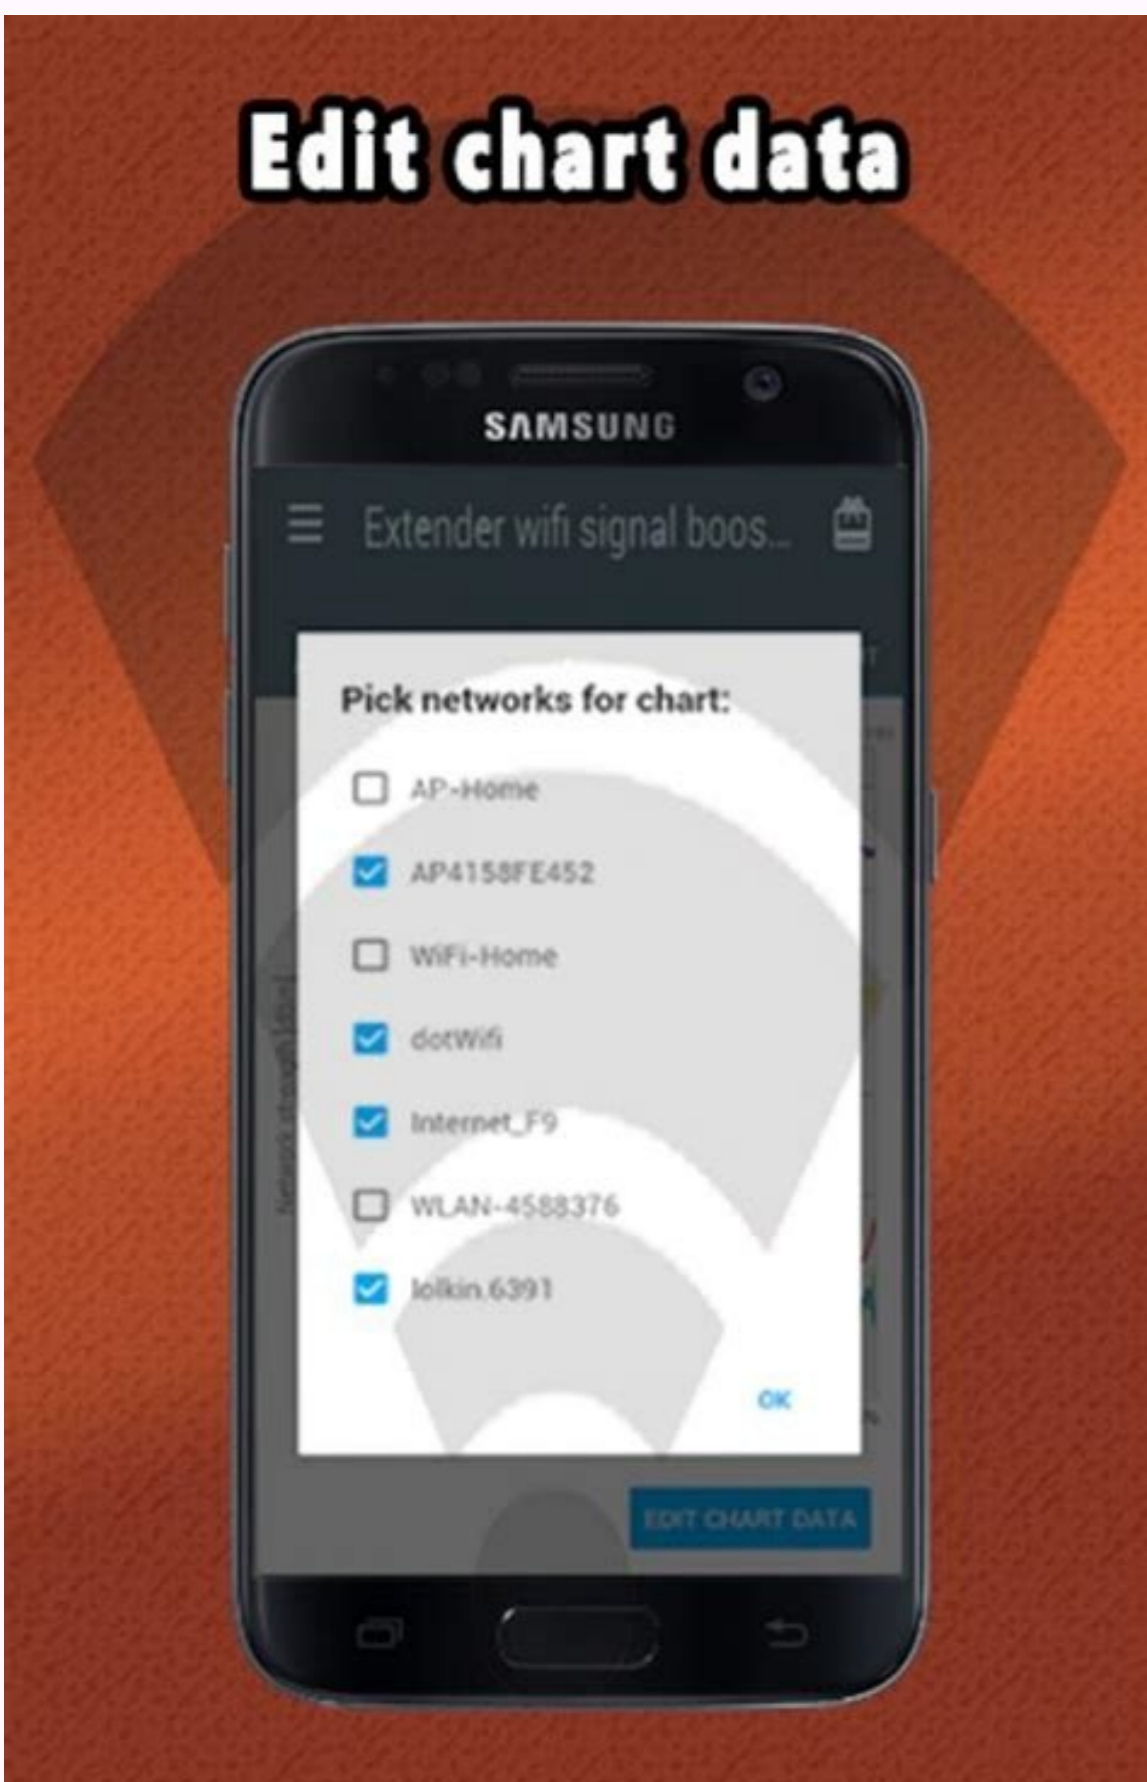 Edit chart data
SAMSUNG
Extender wifi signal boos...
Pick networks for chart:
AP-Home
AP4158FE452
WiFi-Home
dotWifi
Internet_F9
WLAN-4588376
lolkin.6391
OK
EDIT CHART DATA